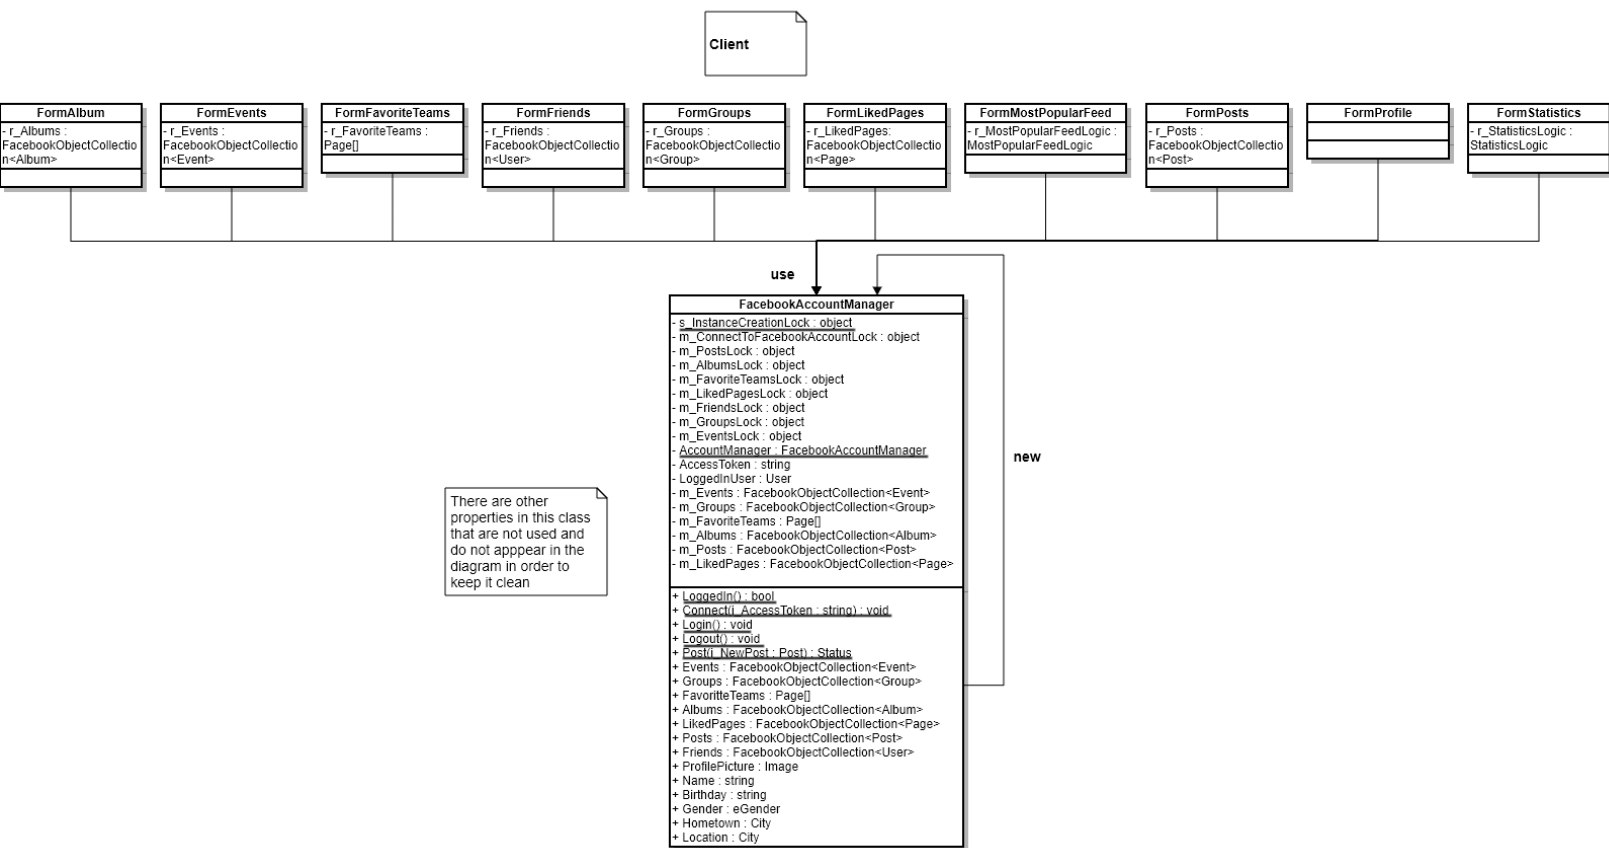 Client
FormAlbum
- r_Albums :
FacebookObjectCollectio
n<Album>
FormEvents
- r_Events :
FacebookObjectCollectio
n<Event>
FormFavoriteTeams
- r_FavoriteTeams :
Page[]
FormFriends
- r_Friends :
FacebookObjectCollectio
n<User>
FormGroups
- r_Groups :
FacebookObjectCollectio
n<Group>
FormLikedPages
- r_LikedPages:
FacebookObjectCollectio
n<Page>
FormMostPopularFeed
- r_MostPopularFeedLogic :
MostPopularFeedLogic
FormPosts
- r_Posts :
FacebookObjectCollectio
n<Post>
FormProfile
FormStatistics
- r_StatisticsLogic :
StatisticsLogic
use
FacebookAccountManager
- s_InstanceCreationLock : object
- m_ConnectToFacebookAccountLock : object
- m_PostsLock : object
- m_AlbumsLock : object
- m_FavoriteTeamsLock : object
- m_LikedPagesLock : object
- m_FriendsLock : object
- m_GroupsLock : object
- m_EventsLock : object
- AccountManager : FacebookAccountManager
- AccessToken : string
- LoggedInUser : User
- m_Events : FacebookObjectCollection<Event>
- m_Groups : FacebookObjectCollection<Group>
- m_FavoriteTeams : Page[]
- m_Albums : FacebookObjectCollection<Album>
- m_Posts : FacebookObjectCollection<Post>
- m_LikedPages : FacebookObjectCollection<Page>
+ LoggedIn() : bool
+ Connect(i_AccessToken : string) : void
+ Login() : void
+ Logout() : void
+ Post(i_NewPost : Post) : Status
+ Events : FacebookObjectCollection<Event>
+ Groups : FacebookObjectCollection<Group>
+ FavoritteTeams : Page[]
+ Albums : FacebookObjectCollection<Album>
+ LikedPages : FacebookObjectCollection<Page>
+ Posts : FacebookObjectCollection<Post>
+ Friends : FacebookObjectCollection<User>
+ ProfilePicture : Image
+ Name : string
+ Birthday : string
+ Gender : eGender
+ Hometown : City
+ Location : City
new
There are other
properties in this class
that are not used and
do not apppear in the
diagram in order to
keep it clean